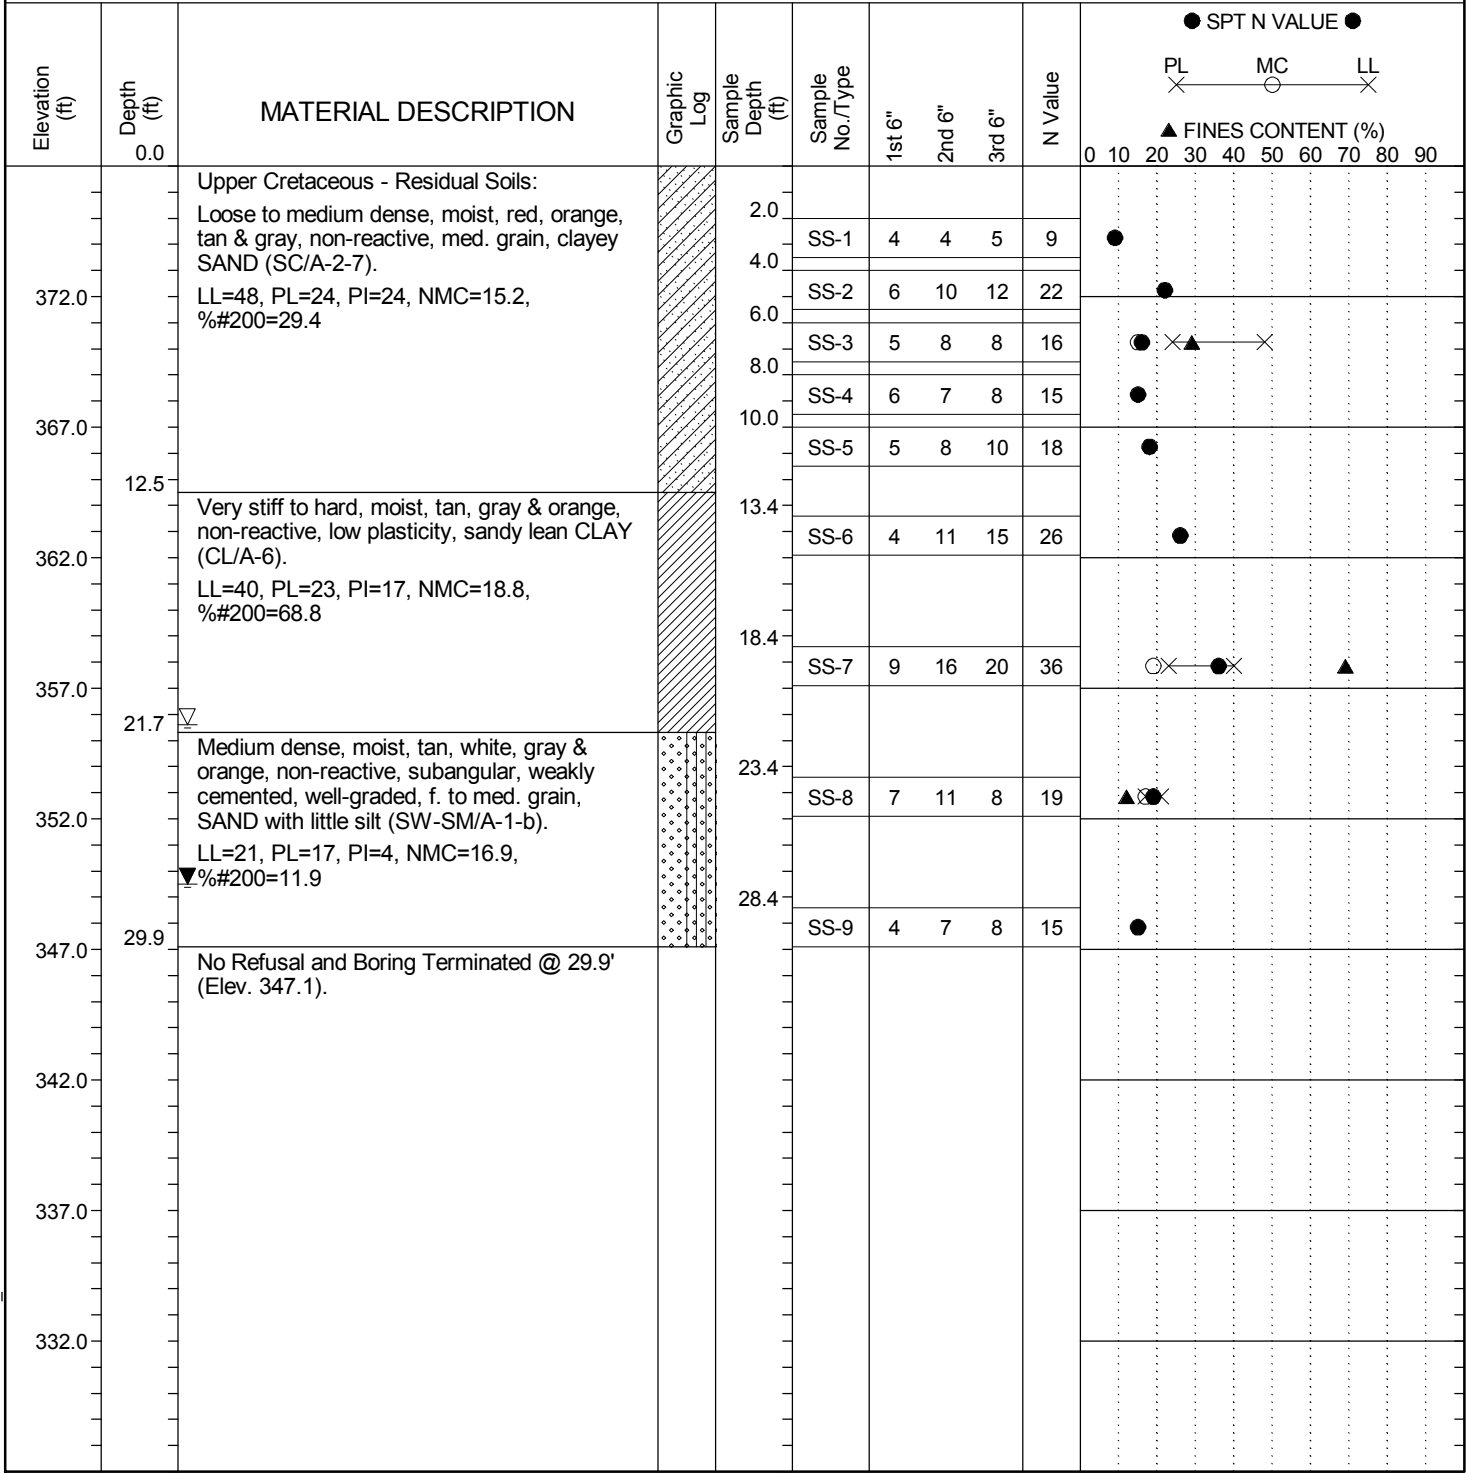 ● SPT N VALUE ●
PL MC LL
▲ FINES CONTENT (%)
0 10 20 30 40 50 60 70 80 90
Elevation (ft)
Depth (ft)
0.0
MATERIAL DESCRIPTION
Graphic Log
Sample Depth (ft)
Sample No./Type
1st 6"
2nd 6"
3rd 6"
N Value
Upper Cretaceous - Residual Soils:
Loose to medium dense, moist, red, orange,
tan & gray, non-reactive, med. grain, clayey
SAND (SC/A-2-7).
LL=48, PL=24, PI=24, NMC=15.2,
%#200=29.4
2.0
SS-1 4 4 5 9
4.0
372.0
SS-2 6 10 12 22
6.0
SS-3 5 8 8 16
8.0
SS-4 6 7 8 15
10.0
367.0
SS-5 5 8 10 18
12.5
Very stiff to hard, moist, tan, gray & orange,
non-reactive, low plasticity, sandy lean CLAY
(CL/A-6).
LL=40, PL=23, PI=17, NMC=18.8,
%#200=68.8
13.4
SS-6 4 11 15 26
362.0
18.4
SS-7 9 16 20 36
357.0
21.7
Medium dense, moist, tan, white, gray &
orange, non-reactive, subangular, weakly
cemented, well-graded, f. to med. grain,
SAND with little silt (SW-SM/A-1-b).
LL=21, PL=17, PI=4, NMC=16.9,
%#200=11.9
23.4
SS-8 7 11 8 19
352.0
28.4
SS-9 4 7 8 15
29.9
347.0
No Refusal and Boring Terminated @ 29.9'
(Elev. 347.1).
342.0
337.0
332.0